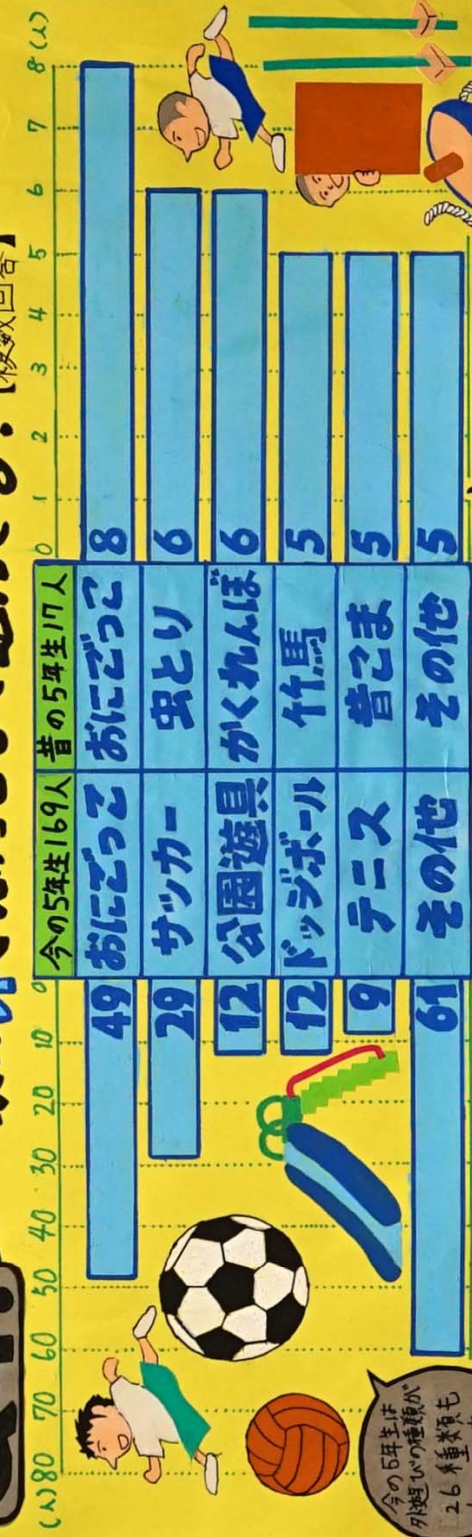 【複数回答】
(人)80 70 60 50 40 30 20 10 0
今の5年生169人 昔の5年生17人
0 1 2 3 4 5 6 7 8(人)
49 おにごっこ おにごっこ 8
29 サッカー 虫とり 6
12 公園遊具 かくれんぼ 6
12 ドッジボール 竹馬 5
9 テニス 昔ごま 5
61 その他 その他 5
今の5年生は
外遊びの種類が
26種類も